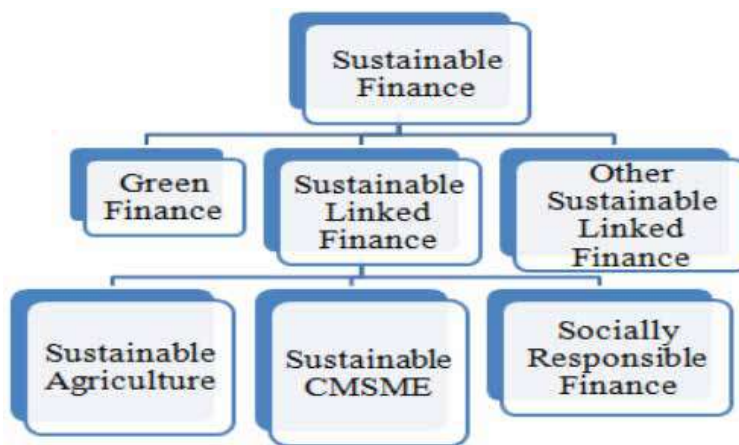 Sustainable
Finance
Green
Finance
Sustainable
Linked
Finance
Other
Sustainable
Linked
Finance
Sustainable
Agriculture
Sustainable
CMSME
Socially
Responsible
Finance